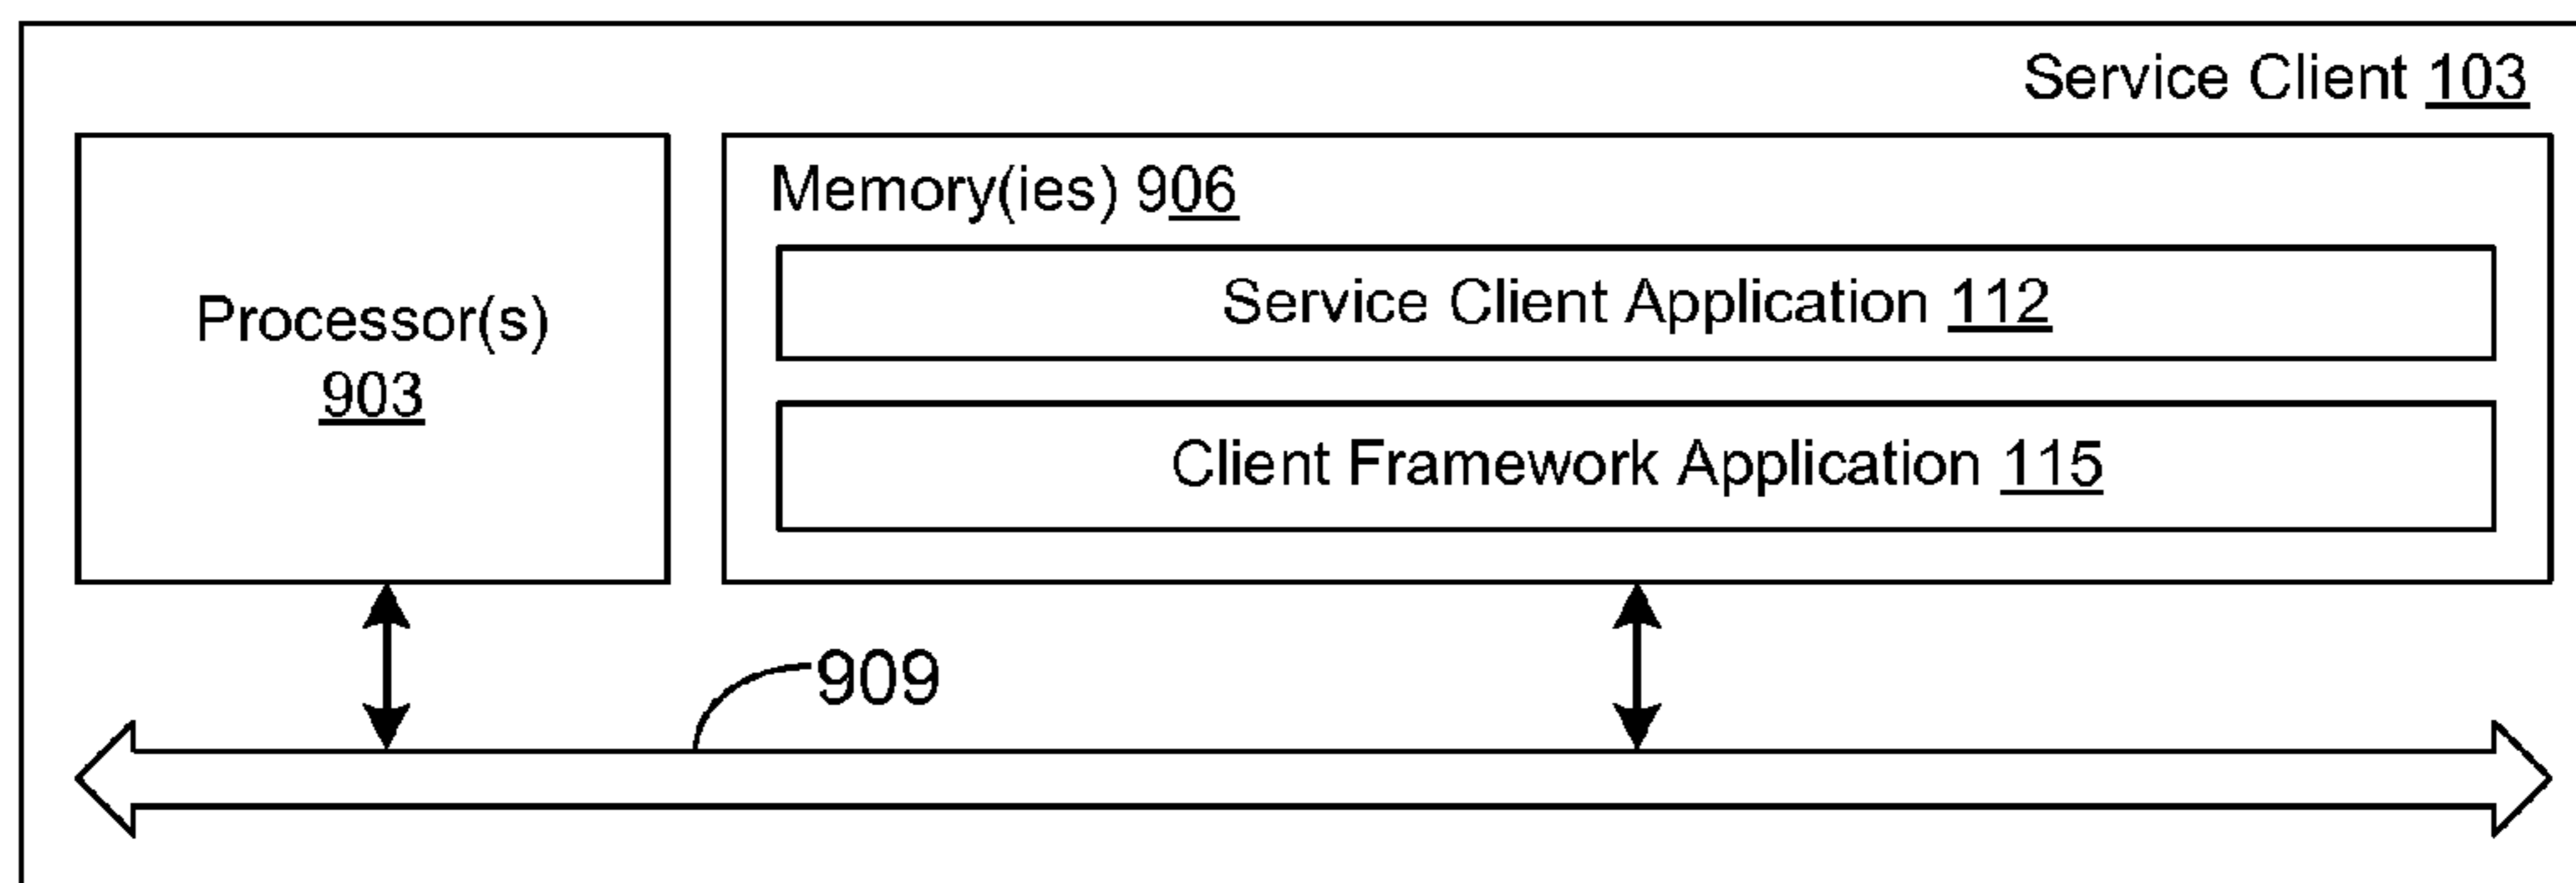 Service Client 103
Memory(ies) 906
Service Client Application 112
Processor(s)
903
Client Framework Application 115
909